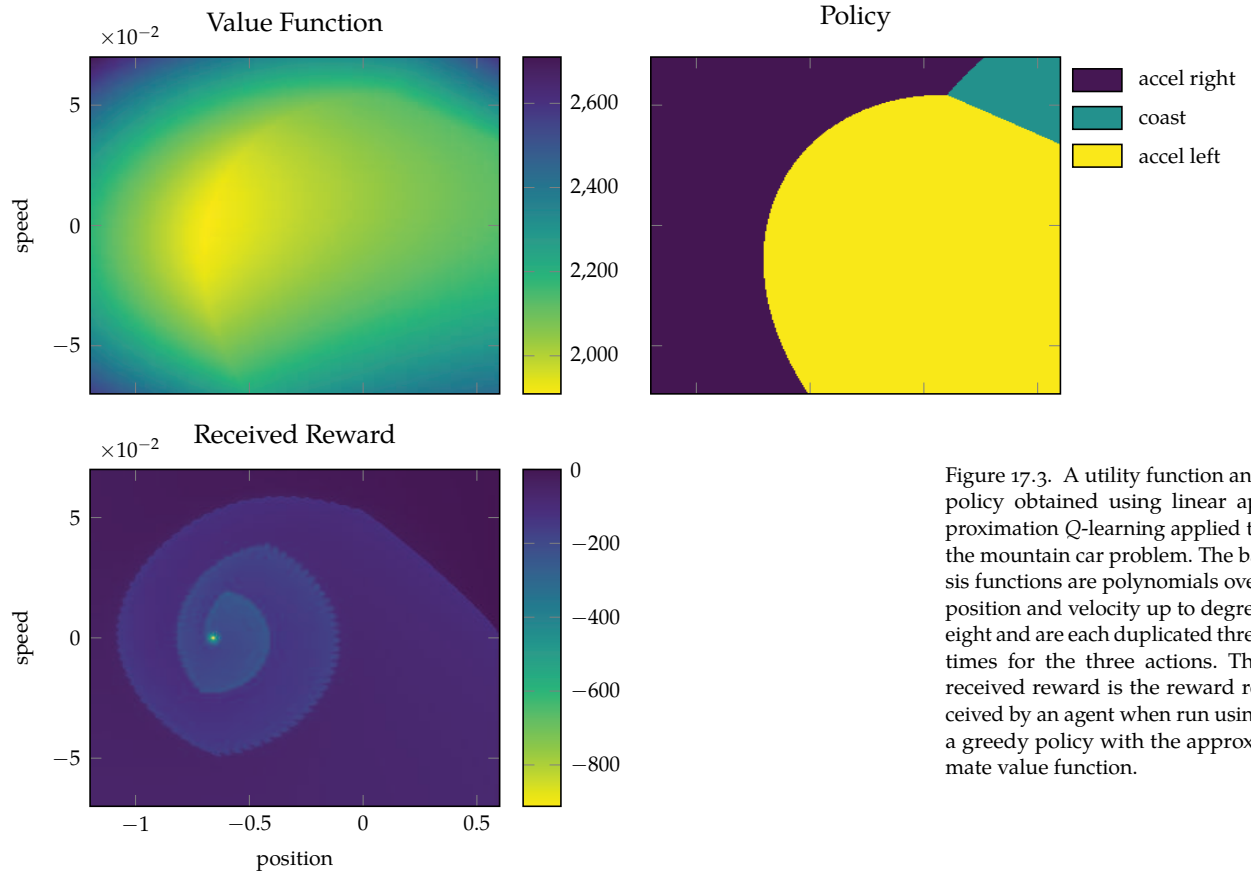 Value Function
×10−2
5
0
−5
speed
2,600
2,400
2,200
2,000
Policy
accel right
coast
accel left
Received Reward
×10−2
5
0
−5
speed
−1
−0.5
0
0.5
position
0
−200
−400
−600
−800
Figure 17.3. A utility function an
policy obtained using linear ap
proximation Q-learning applied t
the mountain car problem. The ba
sis functions are polynomials ove
position and velocity up to degre
eight and are each duplicated thre
times for the three actions. Th
received reward is the reward re
ceived by an agent when run usin
a greedy policy with the approx
mate value function.